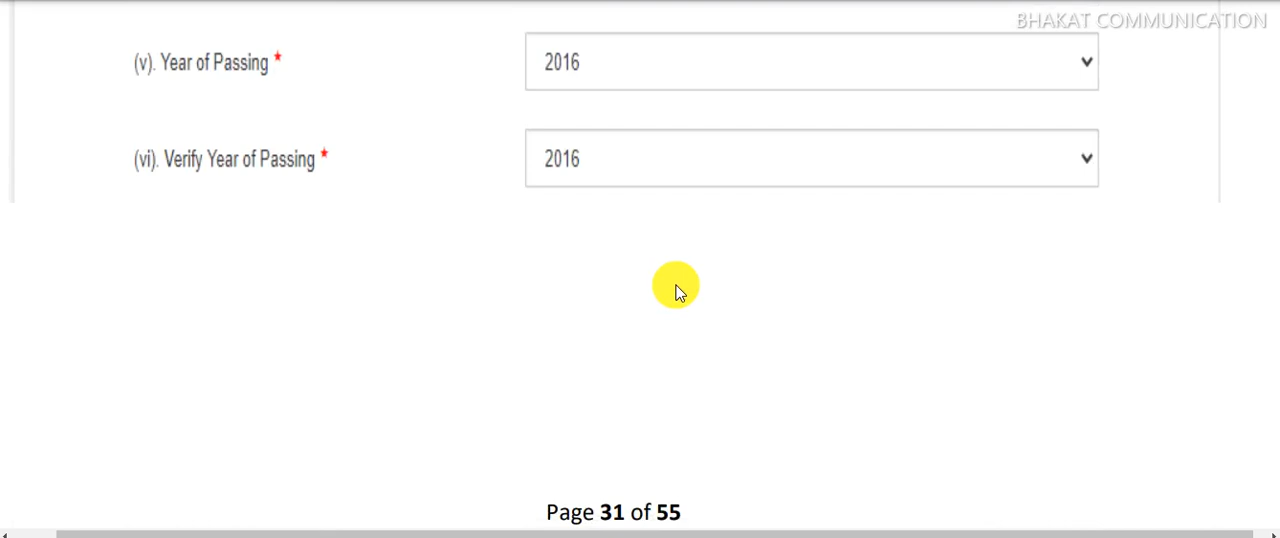 BHAKAT COMMUNICATION
(v). Year of Passing *
2016
(vi). Verify Year of Passing *
2016
Page 31 of 55